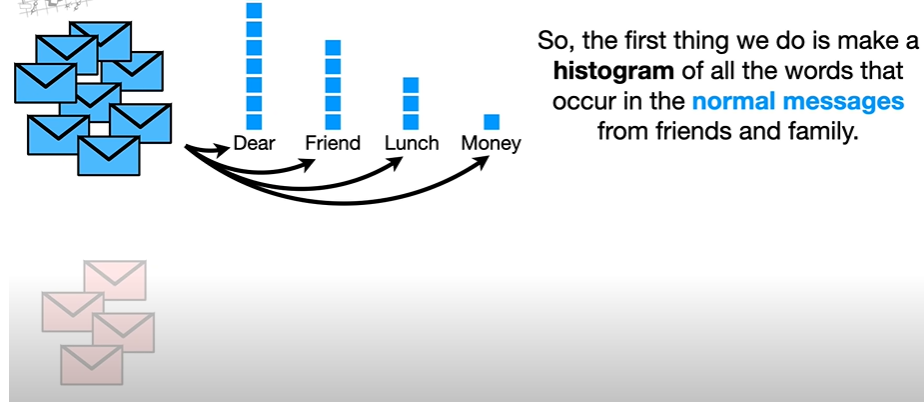 So, the first thing we do is make a
histogram of all the words that
occur in the normal messages
from friends and family.
Dear Friend Lunch Money